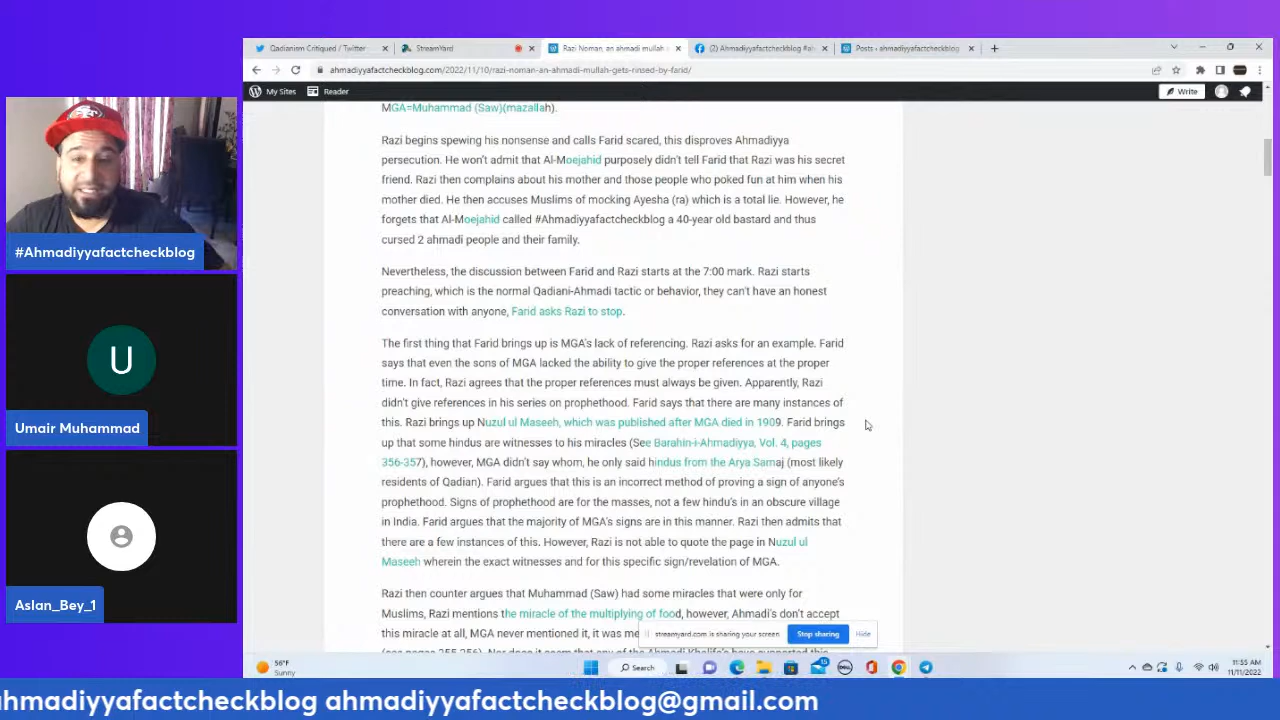 Qadianism Critiqued / Twitter
StreamYard
Razi Noman, an ahmadi mullah
(2) Ahmadiyyafactcheckblog
Posts ‹ ahmadiyyafactcheckblog
ahmadiyyafactcheckblog.com/2022/11/10/razi-noman-an-ahmadi-mullah-gets-rinsed-by-farid/
My Sites
Reader
Write
MGA=Muhammad (Saw)(mazallah).
Razi begins spewing his nonsense and calls Farid scared, this disproves Ahmadiyya
persecution. He won't admit that Al-Moejahid purposely didn't tell Farid that Razi was his secret
friend. Razi then complains about his mother and those people who poked fun at him when his
mother died. He then accuses Muslims of mocking Ayesha (ra) which is a total lie. However, he
forgets that Al-Moejahid called #Ahmadiyyafactcheckblog a 40-year old bastard and thus
cursed 2 ahmadi people and their family.
Nevertheless, the discussion between Farid and Razi starts at the 7:00 mark. Razi starts
preaching, which is the normal Qadiani-Ahmadi tactic or behavior, they can't have an honest
conversation with anyone, Farid asks Razi to stop.
The first thing that Farid brings up is MGA's lack of referencing. Razi asks for an example. Farid
says that even the sons of MGA lacked the ability to give the proper references at the proper
time. In fact, Razi agrees that the proper references must always be given. Apparently, Razi
didn't give references in his series on prophethood. Farid says that there are many instances of
this. Razi brings up Nuzul ul Maseeh, which was published after MGA died in 1909. Farid brings
up that some hindus are witnesses to his miracles (See Barahin-i-Ahmadiyya, Vol. 4, pages
356-357), however, MGA didn't say whom, he only said hindus from the Arya Samaj (most likely
residents of Qadian). Farid argues that this is an incorrect method of proving a sign of anyone's
prophethood. Signs of prophethood are for the masses, not a few hindu's in an obscure village
in India. Farid argues that the majority of MGA's signs are in this manner. Razi then admits that
there are a few instances of this. However, Razi is not able to quote the page in Nuzul ul
Maseeh wherein the exact witnesses and for this specific sign/revelation of MGA.
Razi then counter argues that Muhammad (Saw) had some miracles that were only for
Muslims, Razi mentions the miracle of the multiplying of food, however, Ahmadi's don't accept
this miracle at all, MGA never mentioned it, it was me
streamyard.com is sharing your screen
Stop sharing
Hide
#Ahmadiyyafactcheckblog
U
Umair Muhammad
Aslan_Bey_1
56°F
Sunny
Search
11:55 AM
11/11/2022
ahmadiyyafactcheckblog ahmadiyyafactcheckblog@gmail.com